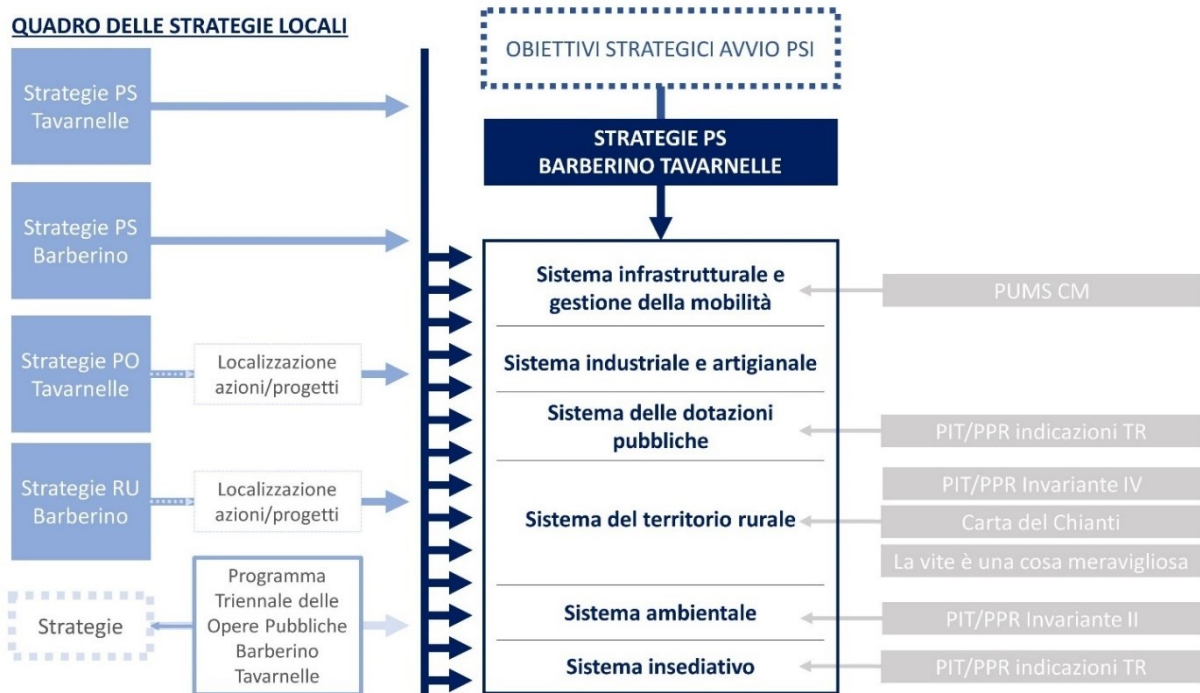 QUADRO DELLE STRATEGIE LOCALI
Strategie PS
Tavarnelle
Strategie PS
Barberino
Strategie PO
Tavarnelle
Localizzazione
azioni/progetti
Strategie RU
Barberino
Localizzazione
azioni/progetti
Strategie
Programma
Triennale delle
Opere Pubbliche
Barberino
Tavarnelle
OBIETTIVI STRATEGICI AVVIO PSI
STRATEGIE PS
BARBERINO TAVARNELLE
Sistema infrastrutturale e
gestione della mobilità
Sistema industriale e artigianale
Sistema delle dotazioni
pubbliche
Sistema del territorio rurale
Sistema ambientale
Sistema insediativo
PUMS CM
PIT/PPR indicazioni TR
PIT/PPR Invariante IV
Carta del Chianti
La vite è una cosa meravigliosa
PIT/PPR Invariante II
PIT/PPR indicazioni TR